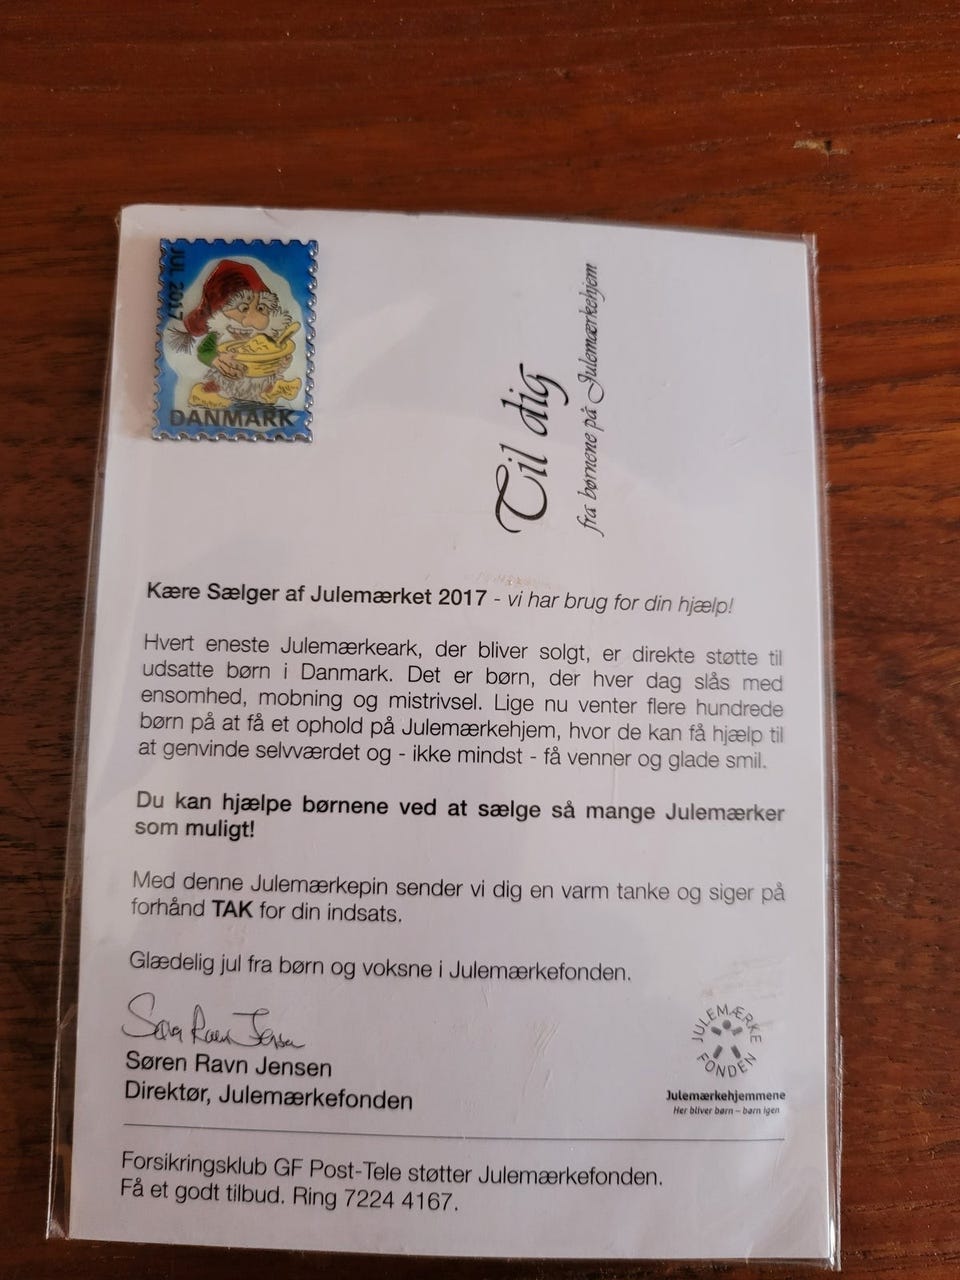 JUL 2017
DANMARK
Til dig
fra børnene på Julemærkehjem
Kære Sælger af Julemærket 2017 - vi har brug for din hjælp!
Hvert eneste Julemærkeark, der bliver solgt, er direkte støtte til
udsatte børn i Danmark. Det er børn, der hver dag slås med
ensomhed, mobning og mistrivsel. Lige nu venter flere hundrede
børn på at få et ophold på Julemærkehjem, hvor de kan få hjælp til
at genvinde selvværdet og - ikke mindst - få venner og glade smil.
Du kan hjælpe børnene ved at sælge så mange Julemærker
som muligt!
Med denne Julemærkepin sender vi dig en varm tanke og siger på
forhånd TAK for din indsats.
Glædelig jul fra børn og voksne i Julemærkefonden.
Søren Ravn Jensen
Søren Ravn Jensen
Direktør, Julemærkefonden
JULEMÆRKE
FONDEN
Julemærkehjemmene
Her bliver børn – børn igen
Forsikringsklub GF Post-Tele støtter Julemærkefonden.
Få et godt tilbud. Ring 7224 4167.